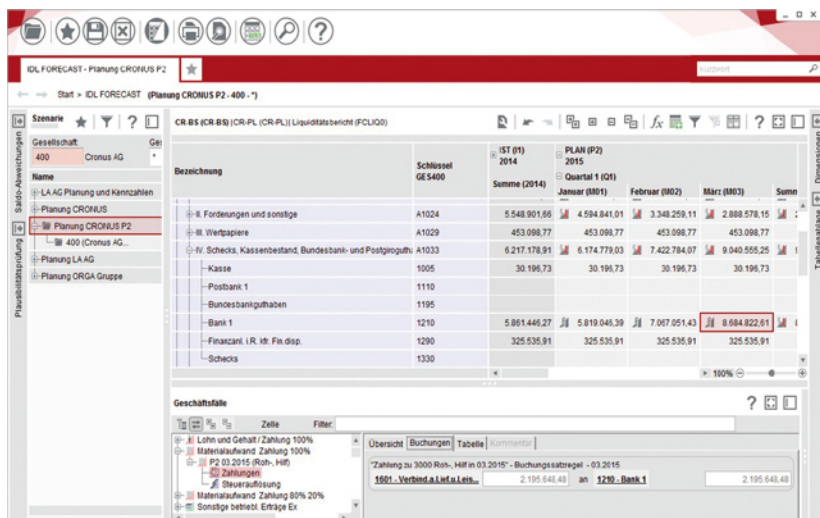 IDL FORECAST - Planung CRONUS P2
Kurzwort
Start > IDL FORECAST (Planung CRONUS P2 - 400 - *)
Saldo-Abweichungen
Plausibilitätsprüfung
Szenarie
Gesellschaft Ges
400 Cronus AG *
Name
LA AG Planung und Kennzahlen
Planung CRONUS
Planung CRONUS P2
400 (Cronus AG...
Planung LA AG
Planung ORGA Gruppe
CR-BS (CR-BS) |CR-PL (CR-PL)| Liquiditätsbericht (FCLIQ0)
Bezeichnung Schlüssel GES400 IST (I1) 2014 Summe (2014) PLAN (P2) 2015 Quartal 1 (Q1) Januar (M01) Februar (M02) März (M03) Summ
II. Forderungen und sonstige A1024 5.548.901,66 4.594.841,01 3.348.259,11 2.888.578,15
III. Wertpapiere A1029 453.098,77 453.098,77 453.098,77 453.098,77
IV. Schecks, Kassenbestand, Bundesbank- und Postgiroguth: A1033 6.217.178,91 6.174.779,03 7.422.784,07 9.040.555,25
Kasse 1005 30.196,73 30.196,73 30.196,73 30.196,73
Postbank 1 1110
Bundesbankguthaben 1195
Bank 1 1210 5.861.446,27 5.819.046,39 7.067.051,43 8.684.822,61
Finanzanl. i.R. kfr. Fin.disp. 1290 325.535,91 325.535,91 325.535,91 325.535,91
Schecks 1330
100%
Dimensionen
Tabellenablage
Geschäftsfälle
Zelle Filter:
Lohn und Gehalt / Zahlung 100%
Materialaufwand Zahlung 100%
P2 03.2015 (Roh-, Hilf)
Zahlungen
Steuerauflösung
Materialaufwand Zahlung 80% 20%
Sonstige betriebl. Erträge Ex
Übersicht Buchungen Tabelle Kommentar
"Zahlung zu 3000 Roh-, Hilf in 03.2015" - Buchungssatzregel - 03.2015
1601 - Verbind.a.Lief.u.Leis... 2.195.648,48 an 1210 - Bank 1 2.195.648,48